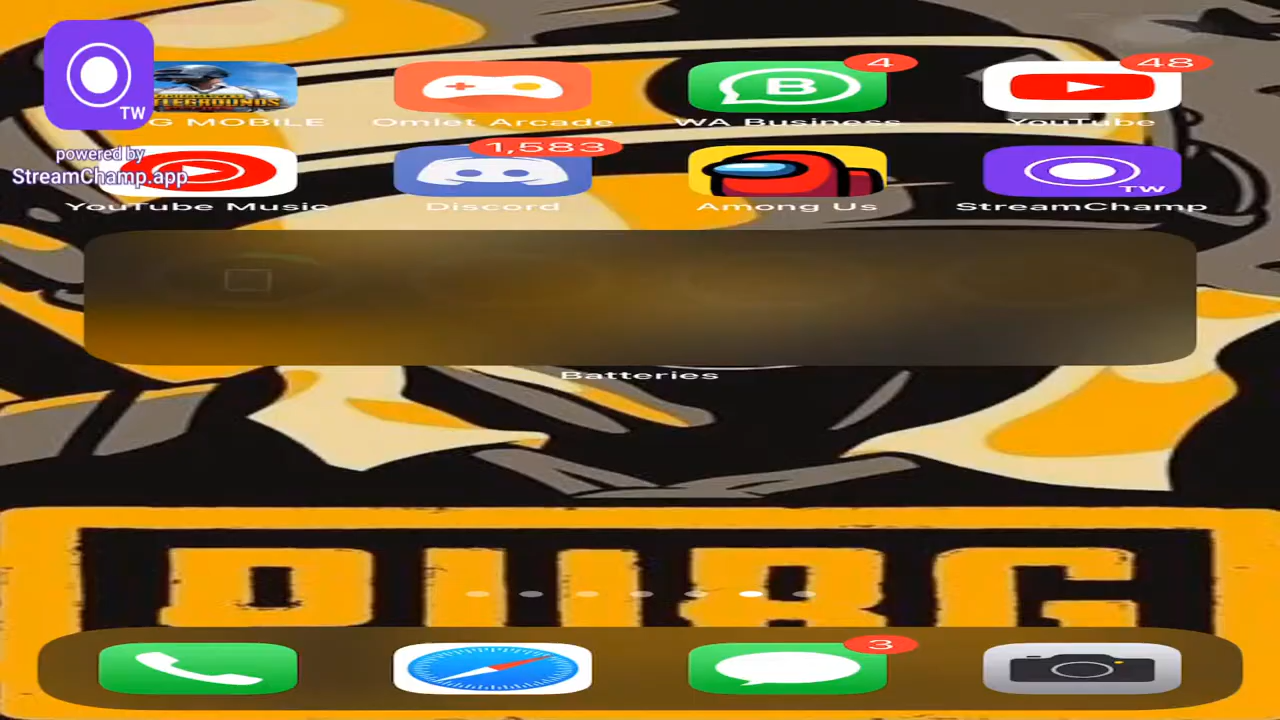 TW
powered by
StreamChamp.app
4
48
G MOBILE
Omlet Arcade
WA Business
YouTube
1,583
TW
YouTube Music
Discord
Among Us
StreamChamp
Batteries
PUBG
3